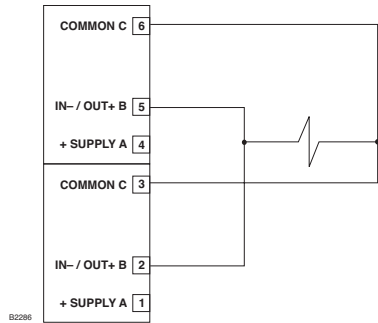 COMMON C 6
IN– / OUT+ B 5
+ SUPPLY A 4
COMMON C 3
IN– / OUT+ B 2
+ SUPPLY A 1
B2286